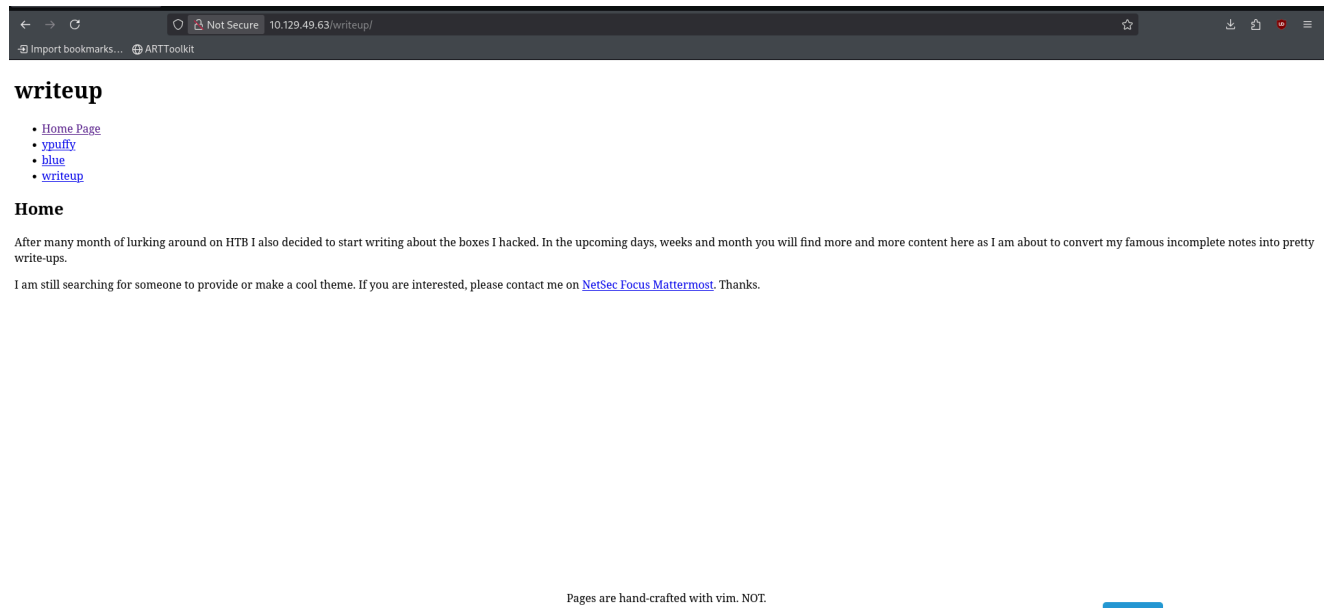 Not Secure 10.129.49.63/writeup/
Import bookmarks... ARTToolkit
writeup
• Home Page
• ypuffy
• blue
• writeup
Home
After many month of lurking around on HTB I also decided to start writing about the boxes I hacked. In the upcoming days, weeks and month you will find more and more content here as I am about to convert my famous incomplete notes into pretty
write-ups.
I am still searching for someone to provide or make a cool theme. If you are interested, please contact me on NetSec Focus Mattermost. Thanks.
Pages are hand-crafted with vim. NOT.